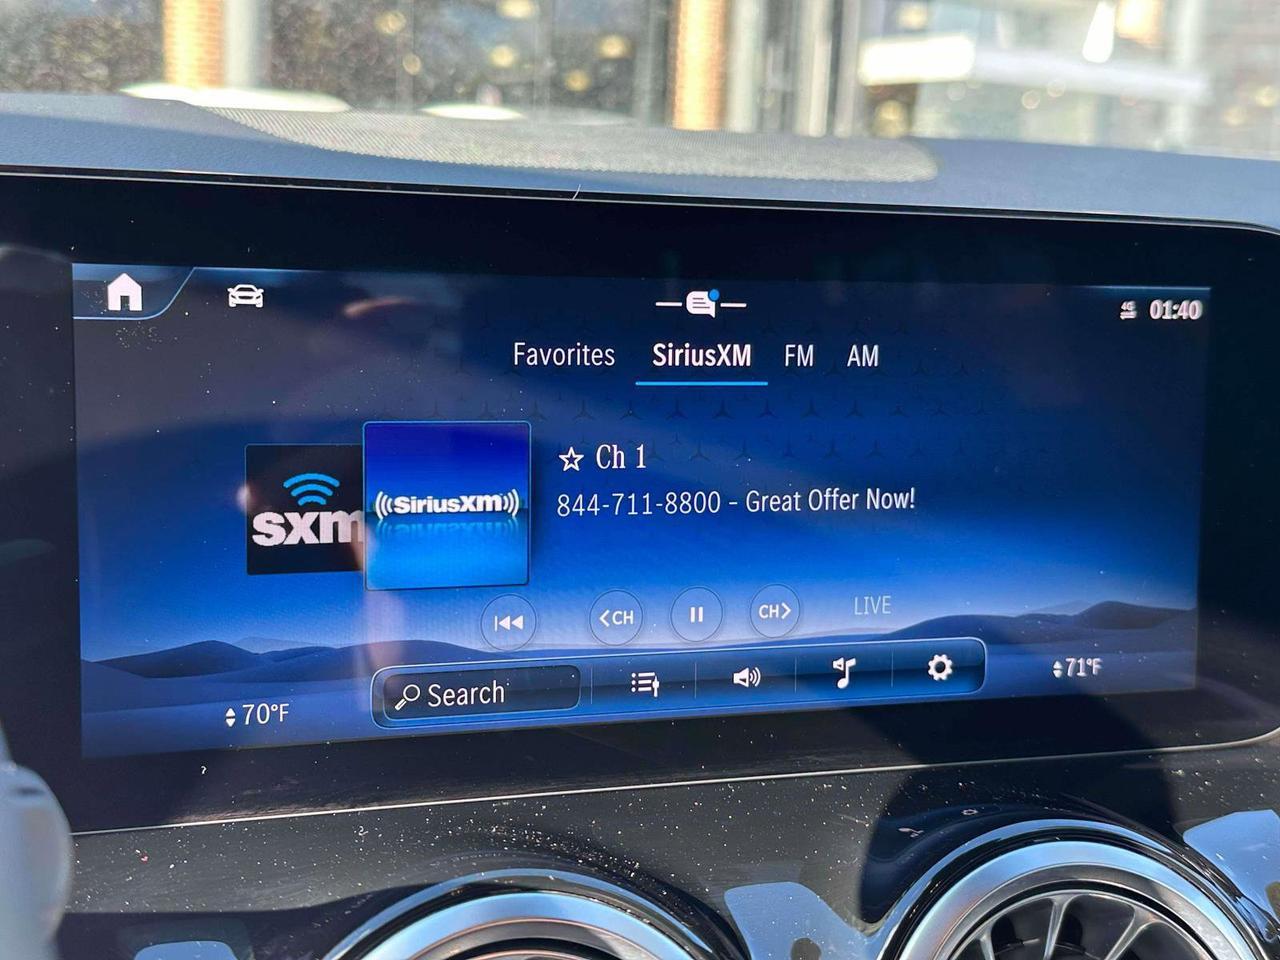 4G 01:40
Favorites SiriusXM FM AM
sxm
((SiriusXM))
Ch 1
844-711-8800 - Great Offer Now!
<CH CH> LIVE
Search
70°F 71°F